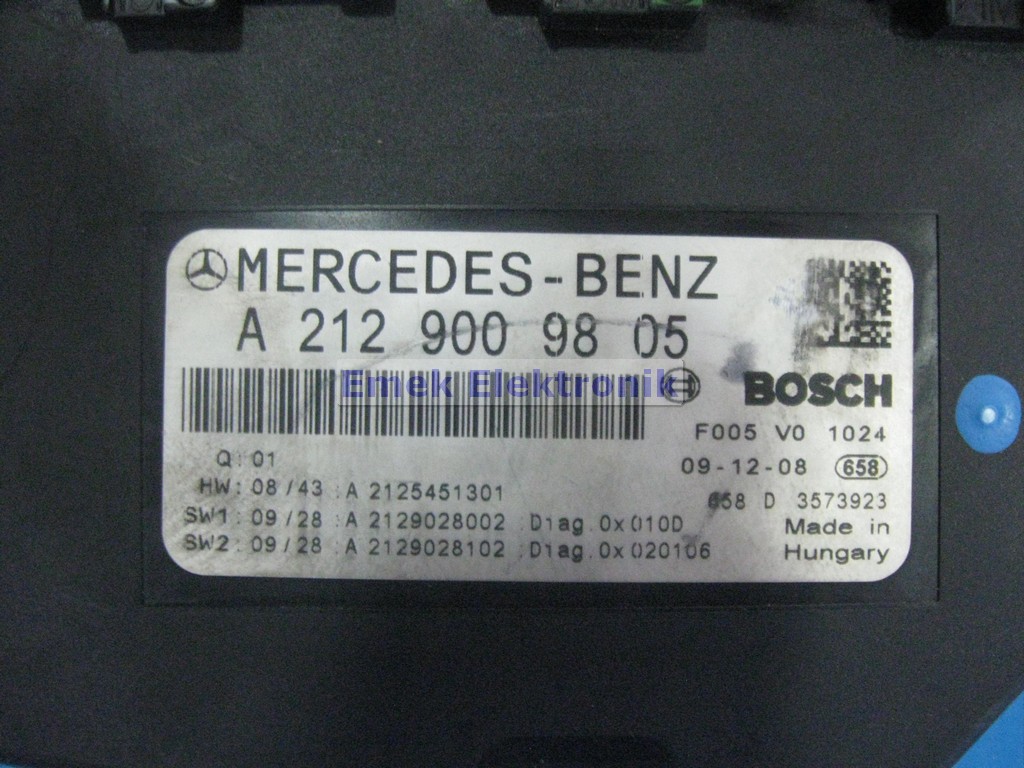 MERCEDES-BENZ
A 212 900 98 05
Emek Elektronik
BOSCH
F005 V0 1024
Q: 01
09-12-08 658
HW: 08/43 : A 2125451301
658 D 3573923
SW1: 09/28 : A 2129028002 : Diag.0x010D
Made in
SW2: 09/28 : A 2129028102 : Diag.0x020106
Hungary